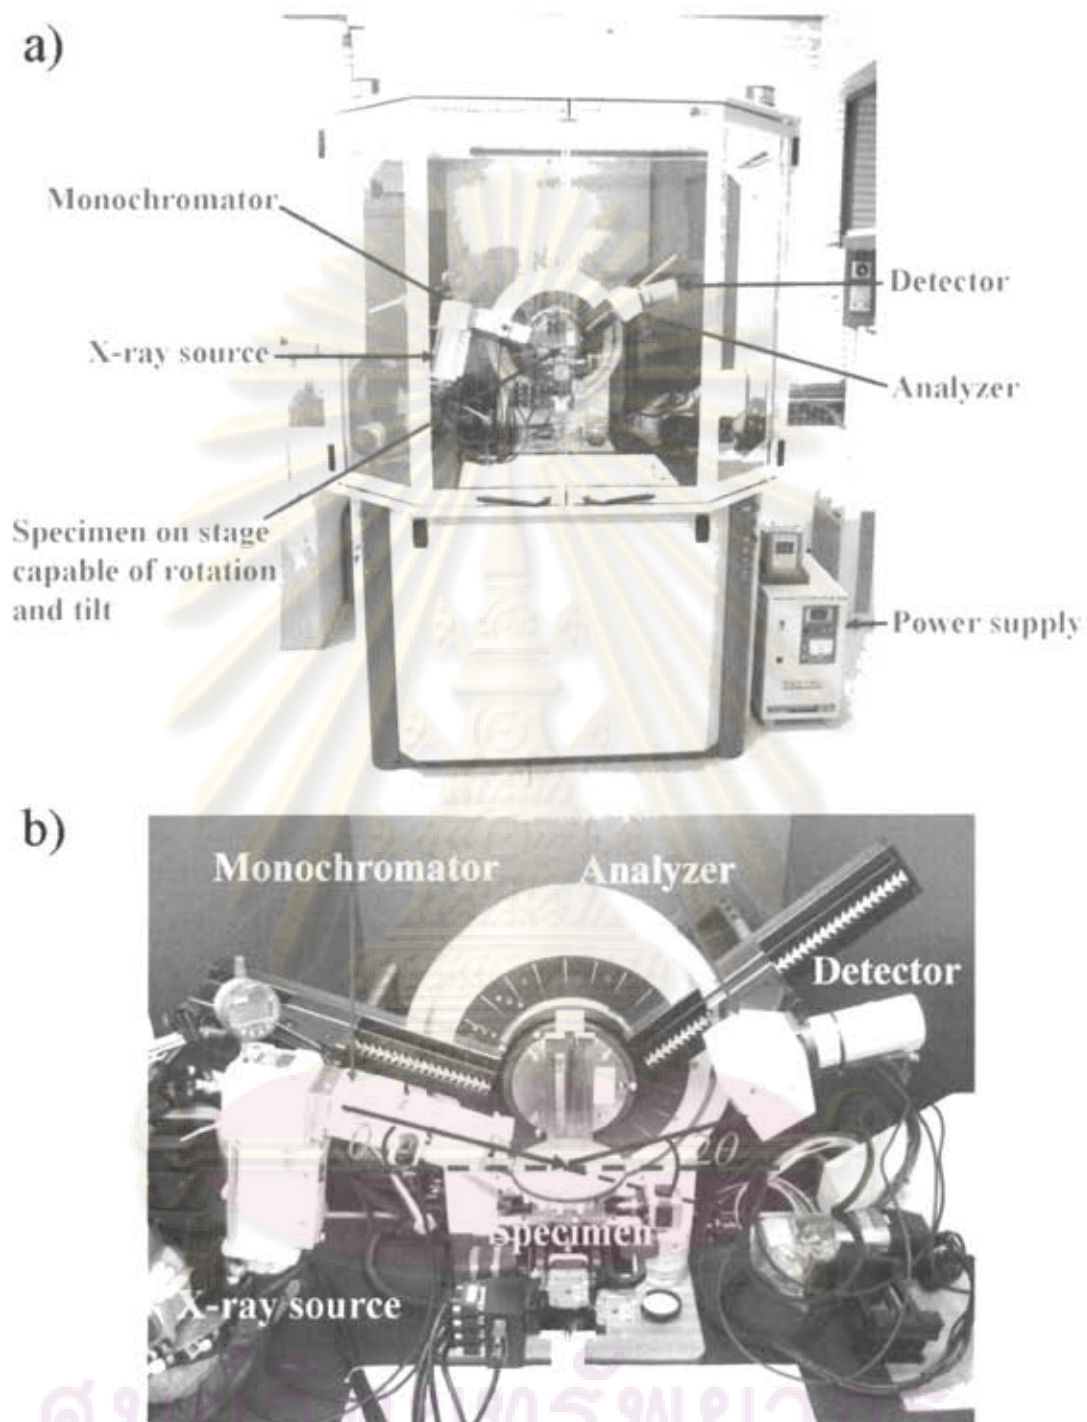 a)
Monochromator
Detector
X-ray source
Analyzer
Specimen on stage
capable of rotation
and tilt
Power supply
b)
Monochromator
Analyzer
Detector
θ
2θ
Specimen
X-ray source